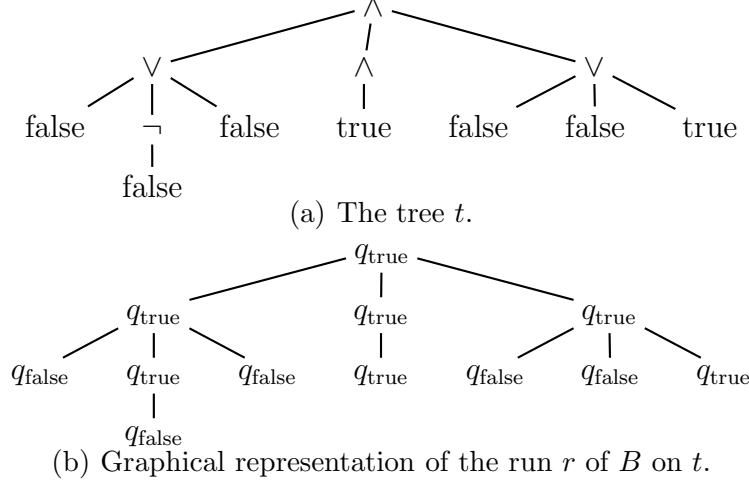 ∧
∨ ∧ ∨
false ¬ false true false false true
false
(a) The tree t.
q_true
q_true q_true q_true
q_false q_true q_false q_true q_false q_false q_true
q_false
(b) Graphical representation of the run r of B on t.